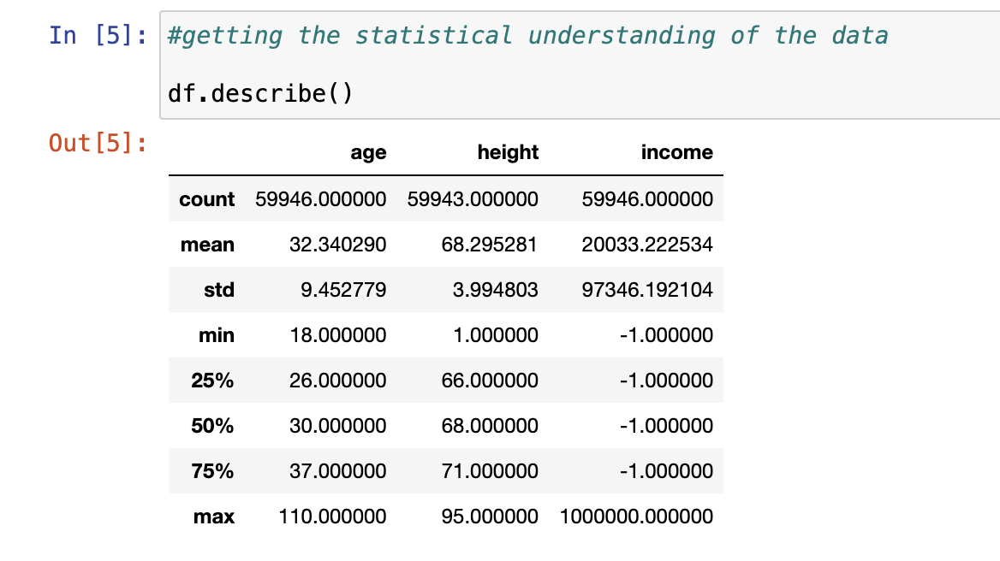 In [5]: #getting the statistical understanding of the data
df.describe()
Out[5]:
age height income
count 59946.000000 59943.000000 59946.000000
mean 32.340290 68.295281 20033.222534
std 9.452779 3.994803 97346.192104
min 18.000000 1.000000 -1.000000
25% 26.000000 66.000000 -1.000000
50% 30.000000 68.000000 -1.000000
75% 37.000000 71.000000 -1.000000
max 110.000000 95.000000 1000000.000000